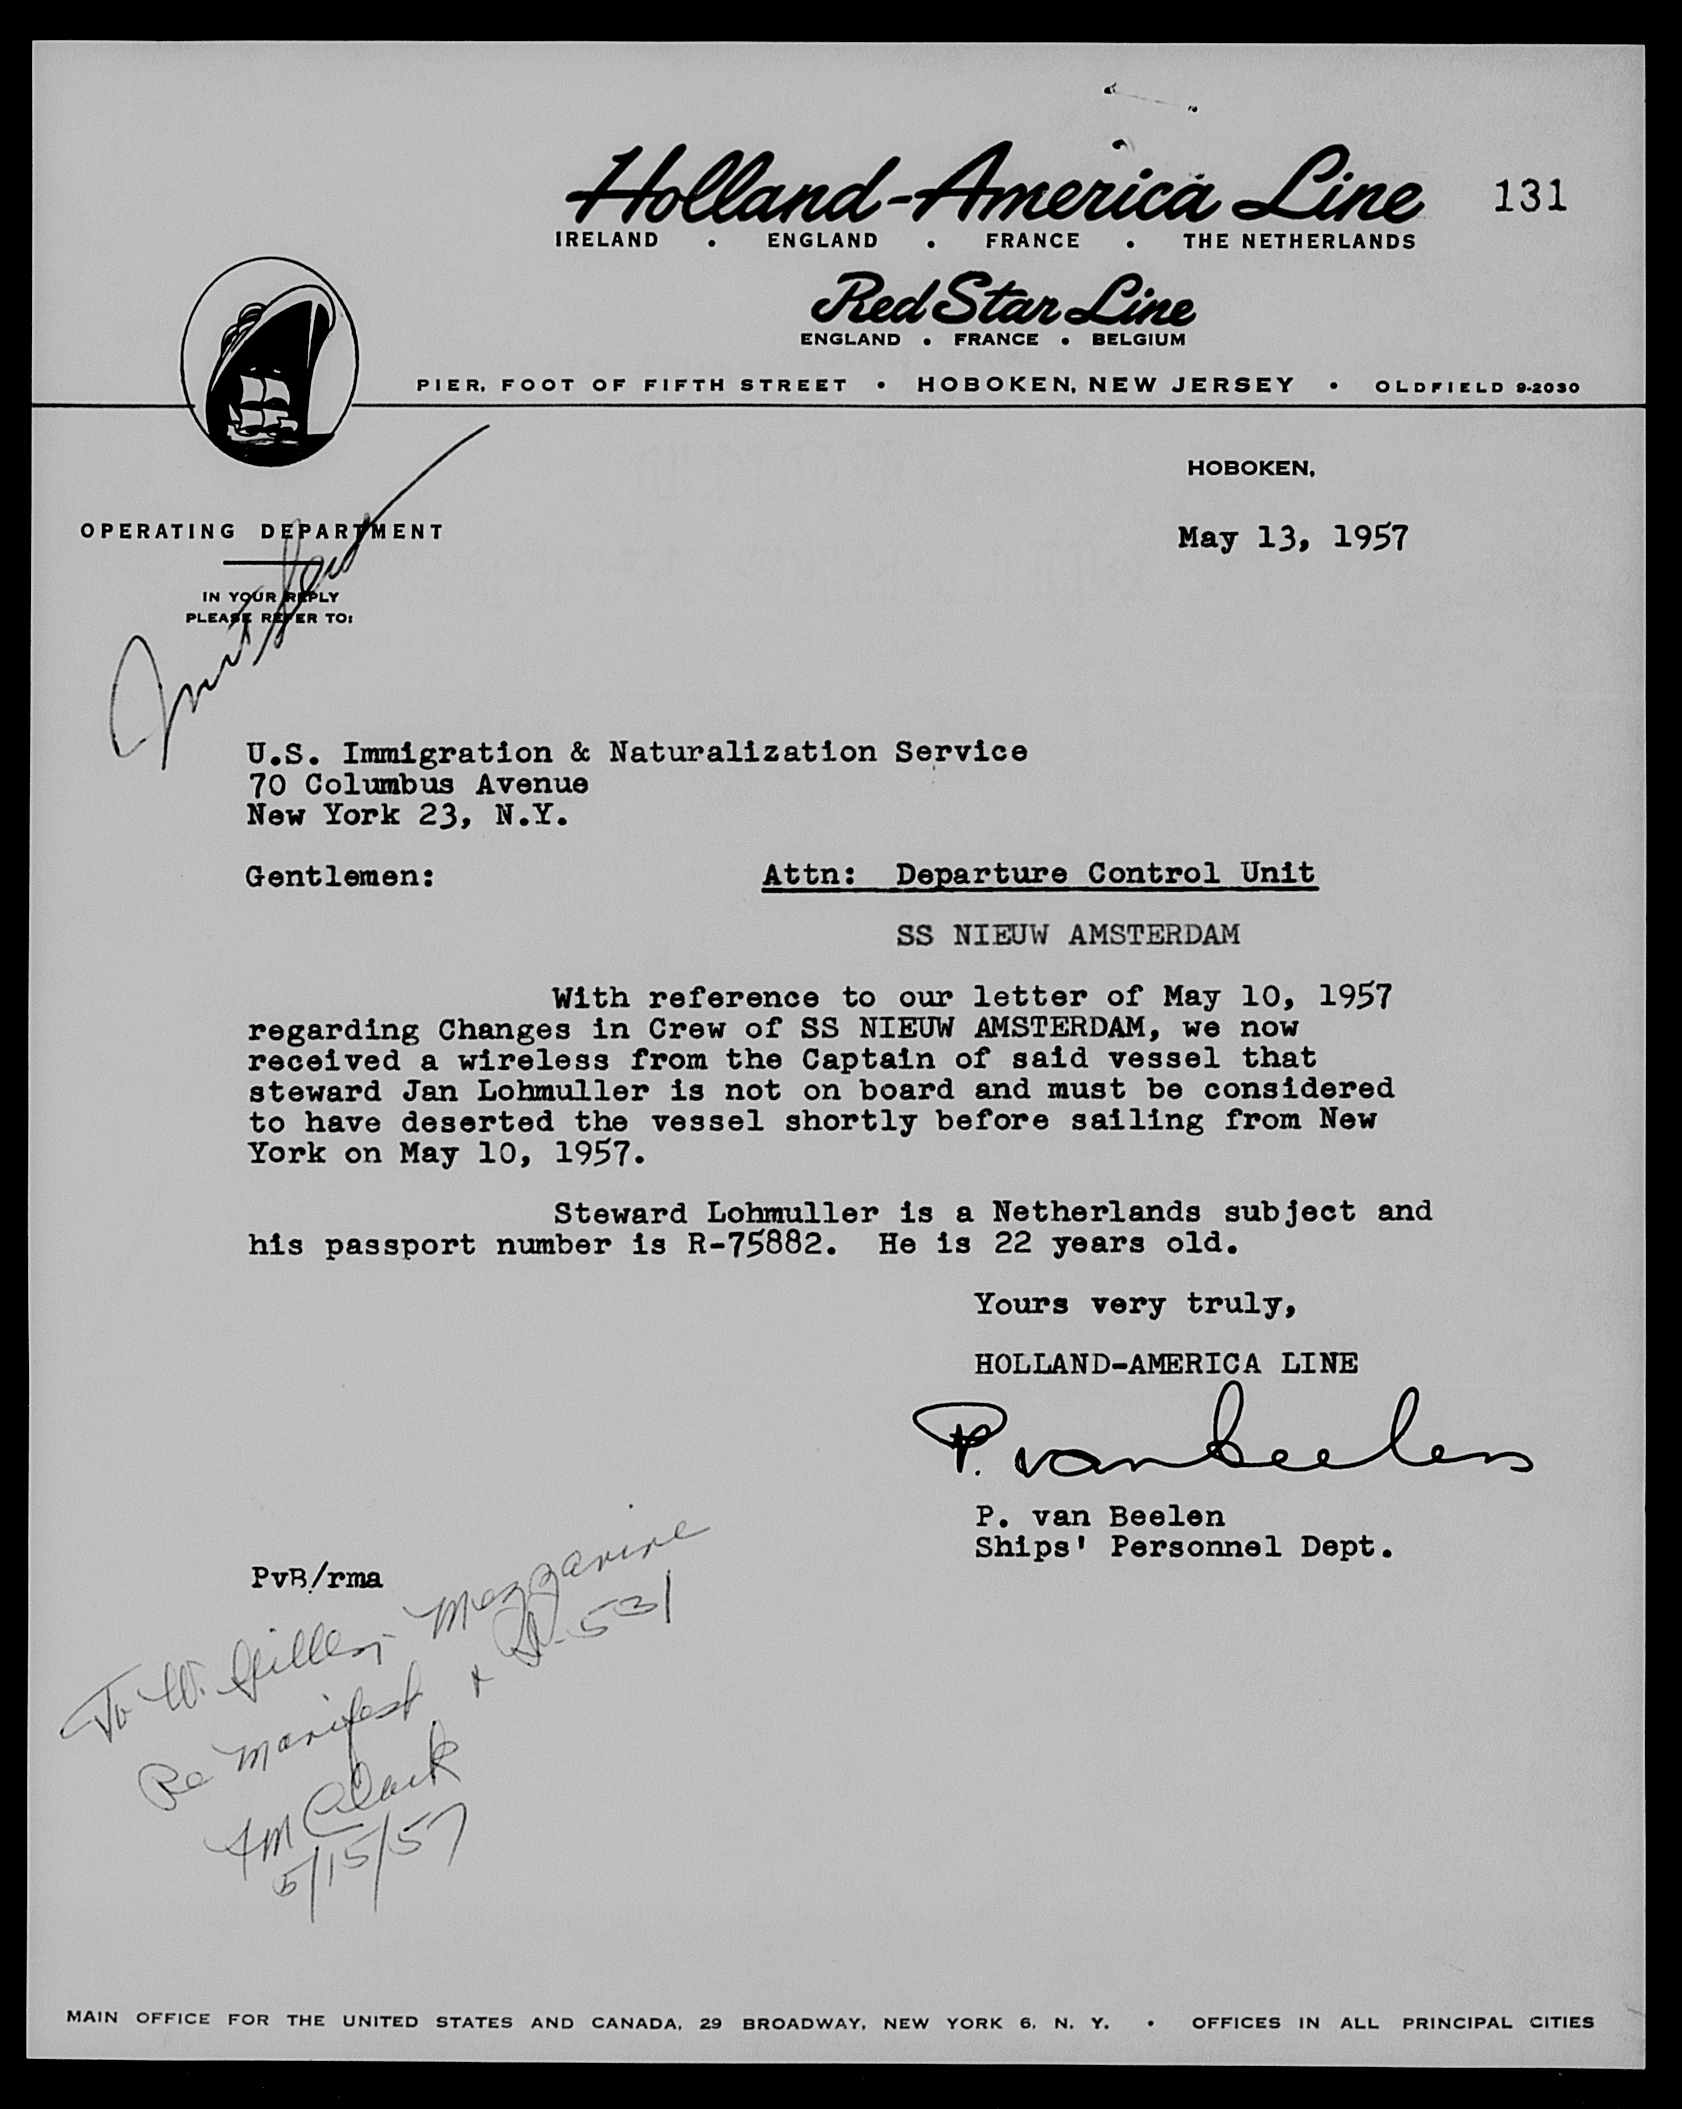 Holland-America Line 131
IRELAND • ENGLAND • FRANCE • THE NETHERLANDS
Red Star Line
ENGLAND • FRANCE • BELGIUM
PIER, FOOT OF FIFTH STREET • HOBOKEN, NEW JERSEY • OLDFIELD 9-2030
HOBOKEN,
OPERATING DEPARTMENT
May 13, 1957
IN YOUR REPLY
PLEASE REFER TO:
U.S. Immigration & Naturalization Service
70 Columbus Avenue
New York 23, N.Y.
Gentlemen: Attn: Departure Control Unit
SS NIEUW AMSTERDAM
With reference to our letter of May 10, 1957
regarding Changes in Crew of SS NIEUW AMSTERDAM, we now
received a wireless from the Captain of said vessel that
steward Jan Lohmuller is not on board and must be considered
to have deserted the vessel shortly before sailing from New
York on May 10, 1957.
Steward Lohmuller is a Netherlands subject and
his passport number is R-75882. He is 22 years old.
Yours very truly,
HOLLAND-AMERICA LINE
P. van Beelen
P. van Beelen
Ships' Personnel Dept.
PvB/rma
To W. Gillen, Mezzanine
Re Manifest + -531
Clark
5/15/57
MAIN OFFICE FOR THE UNITED STATES AND CANADA, 29 BROADWAY, NEW YORK 6, N. Y. • OFFICES IN ALL PRINCIPAL CITIES